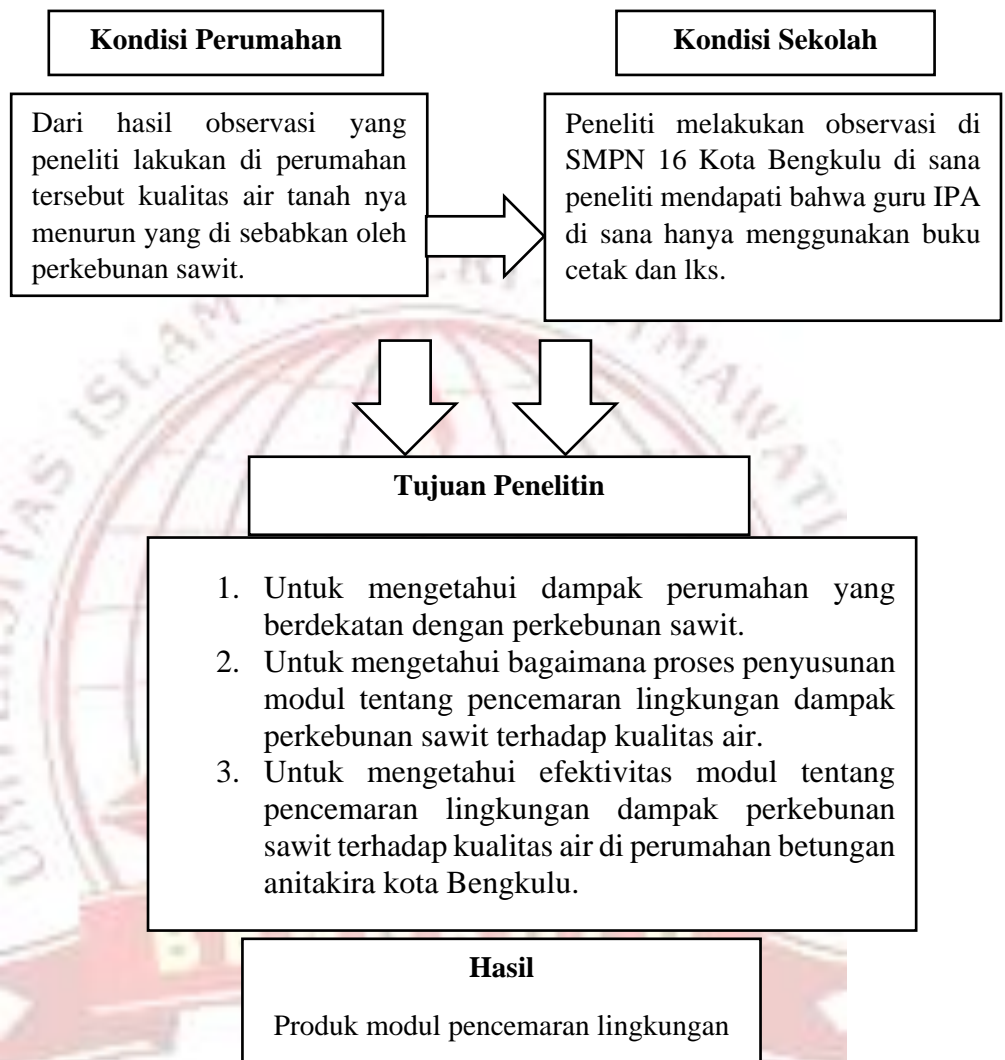 Kondisi Perumahan
Dari hasil observasi yang
peneliti lakukan di perumahan
tersebut kualitas air tanah nya
menurun yang di sebabkan oleh
perkebunan sawit.
Kondisi Sekolah
Peneliti melakukan observasi di
SMPN 16 Kota Bengkulu di sana
peneliti mendapati bahwa guru IPA
di sana hanya menggunakan buku
cetak dan lks.
Tujuan Penelitin
1. Untuk mengetahui dampak perumahan yang
berdekatan dengan perkebunan sawit.
2. Untuk mengetahui bagaimana proses penyusunan
modul tentang pencemaran lingkungan dampak
perkebunan sawit terhadap kualitas air.
3. Untuk mengetahui efektivitas modul tentang
pencemaran lingkungan dampak perkebunan
sawit terhadap kualitas air di perumahan betungan
anitakira kota Bengkulu.
Hasil
Produk modul pencemaran lingkungan
ISLAM